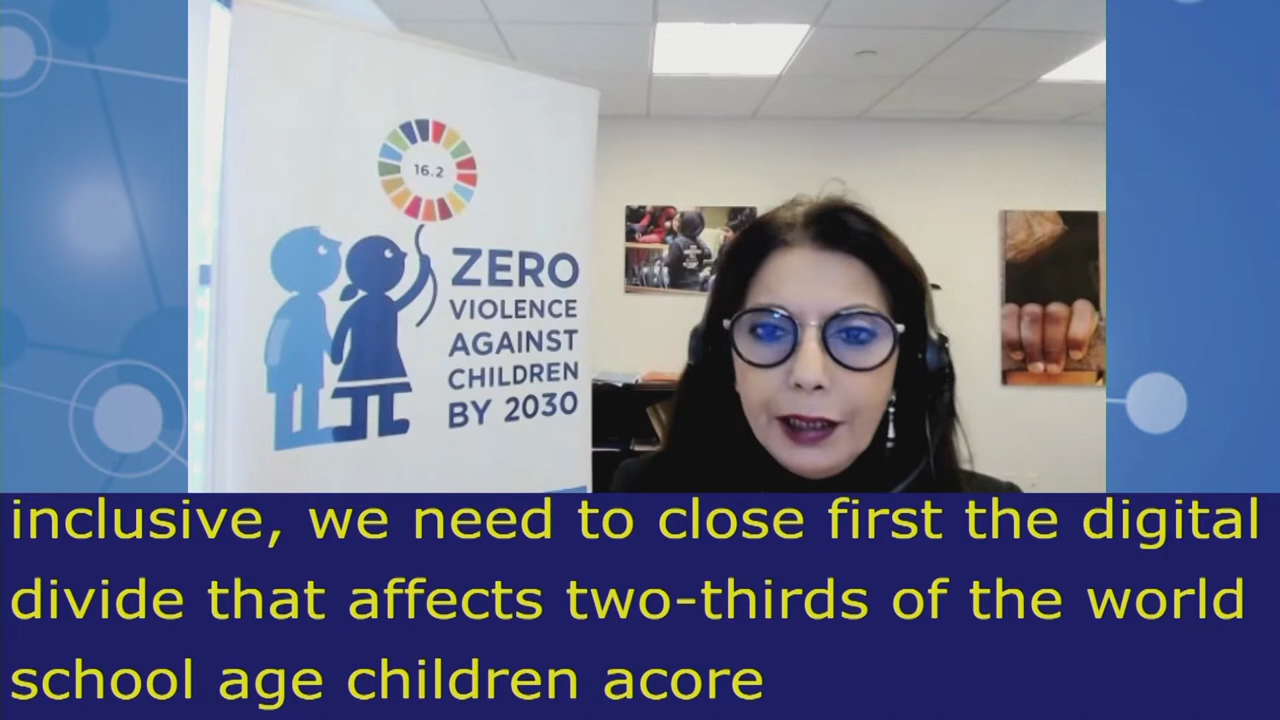 16.2
ZERO
VIOLENCE
AGAINST
CHILDREN
BY 2030
inclusive, we need to close first the digital
divide that affects two-thirds of the world
school age children acore